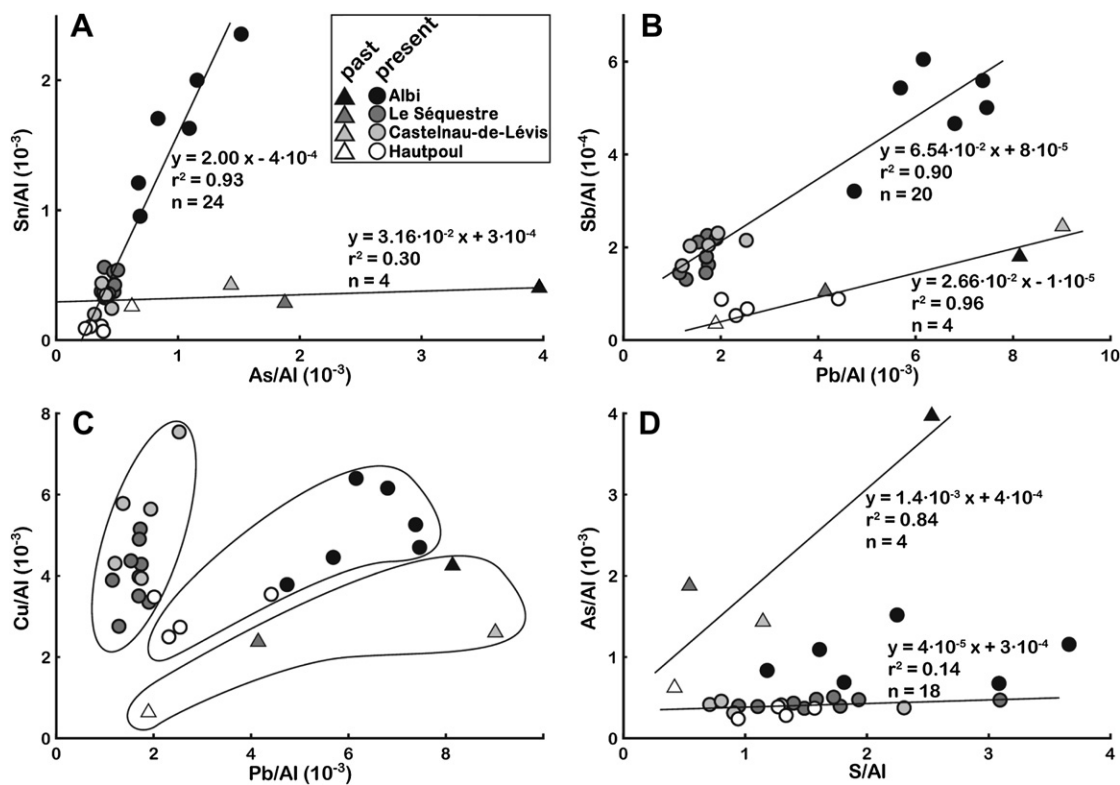 A
Sn/Al (10⁻³)
2
1
0
0
1
2
3
4
As/Al (10⁻³)
y = 2.00 x - 4·10⁻⁴
r² = 0.93
n = 24
y = 3.16·10⁻² x + 3·10⁻⁴
r² = 0.30
n = 4
past
present
Albi
Le Séquestre
Castelnau-de-Lévis
Hautpoul
B
Sb/Al (10⁻⁴)
6
4
2
0
0
2
4
6
8
10
Pb/Al (10⁻³)
y = 6.54·10⁻² x + 8·10⁻⁵
r² = 0.90
n = 20
y = 2.66·10⁻² x - 1·10⁻⁵
r² = 0.96
n = 4
C
Cu/Al (10⁻³)
8
6
4
2
0
0
2
4
6
8
Pb/Al (10⁻³)
D
As/Al (10⁻³)
4
3
2
1
0
0
1
2
3
4
S/Al
y = 1.4·10⁻³ x + 4·10⁻⁴
r² = 0.84
n = 4
y = 4·10⁻⁵ x + 3·10⁻⁴
r² = 0.14
n = 18